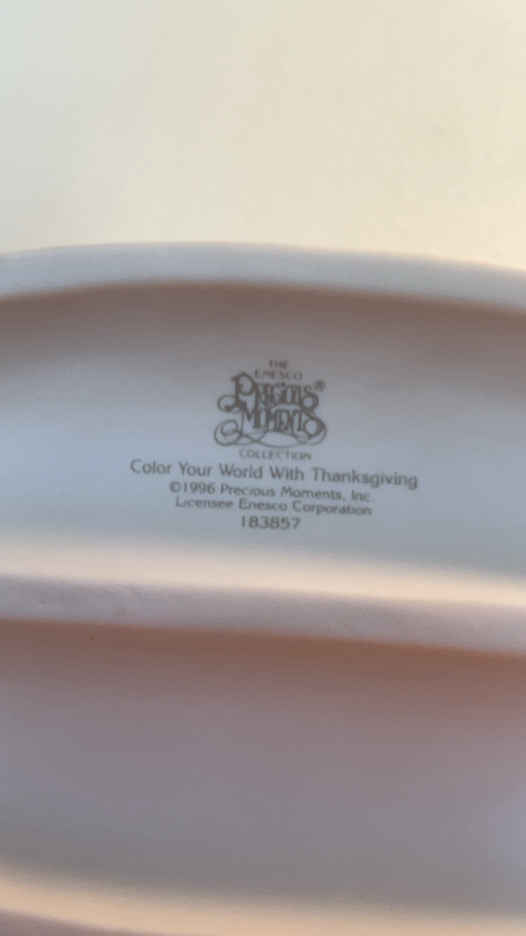 THE
ENESCO
PRECIOUS®
MOMENTS
COLLECTION
Color Your World With Thanksgiving
©1996 Precious Moments, Inc.
Licensee Enesco Corporation
183857